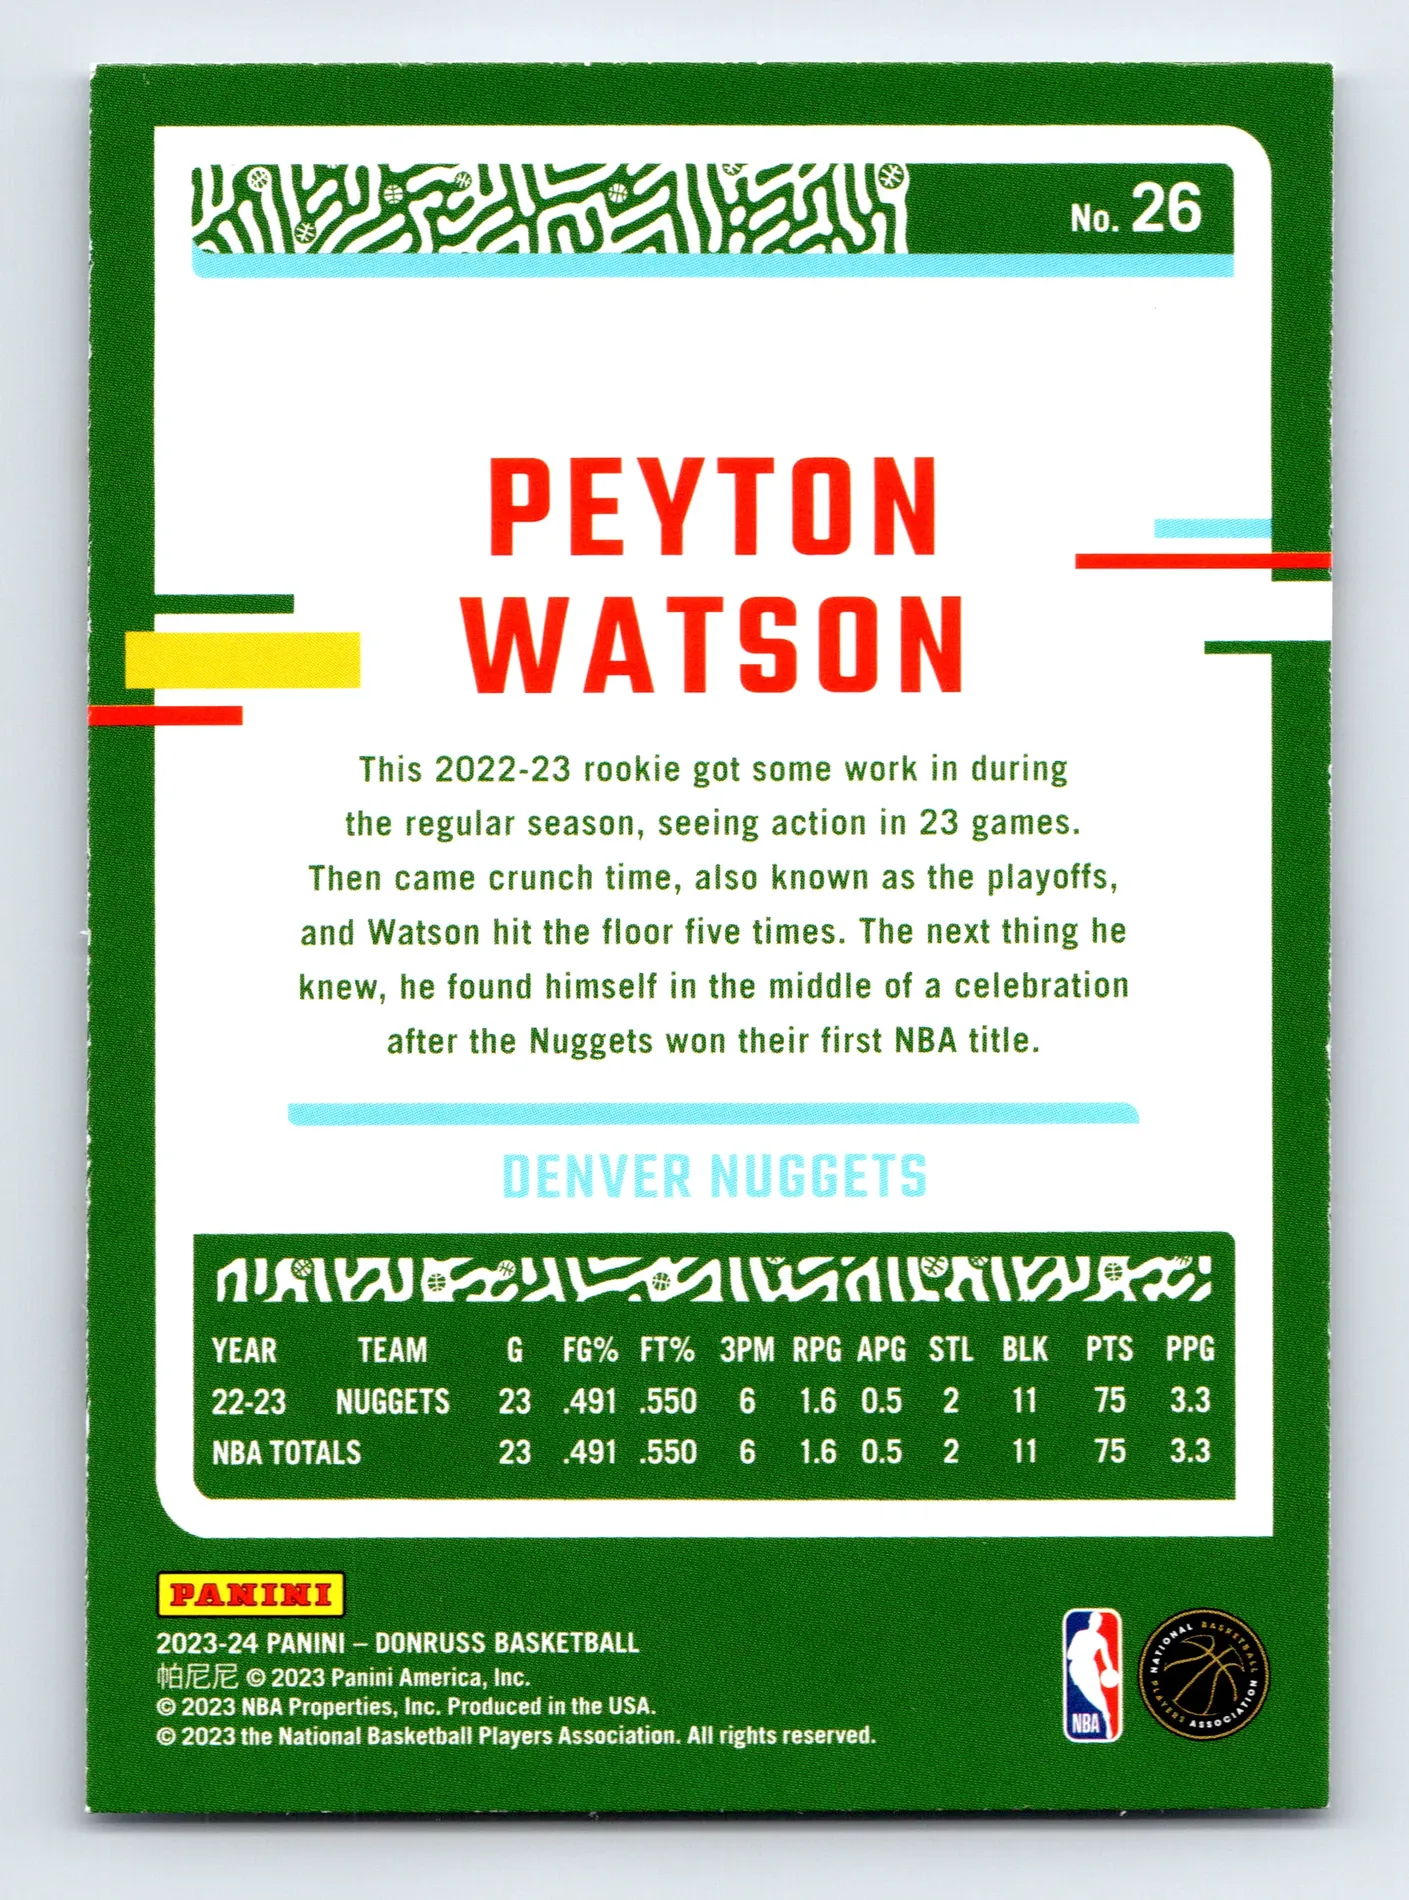 No. 26
PEYTON
WATSON
This 2022-23 rookie got some work in during
the regular season, seeing action in 23 games.
Then came crunch time, also known as the playoffs,
and Watson hit the floor five times. The next thing he
knew, he found himself in the middle of a celebration
after the Nuggets won their first NBA title.
DENVER NUGGETS
YEAR TEAM G FG% FT% 3PM RPG APG STL BLK PTS PPG
22-23 NUGGETS 23 .491 .550 6 1.6 0.5 2 11 75 3.3
NBA TOTALS 23 .491 .550 6 1.6 0.5 2 11 75 3.3
PANINI
2023-24 PANINI – DONRUSS BASKETBALL
帕尼尼 © 2023 Panini America, Inc.
© 2023 NBA Properties, Inc. Produced in the USA.
© 2023 the National Basketball Players Association. All rights reserved.
NBA
NATIONAL BASKETBALL PLAYERS ASSOCIATION